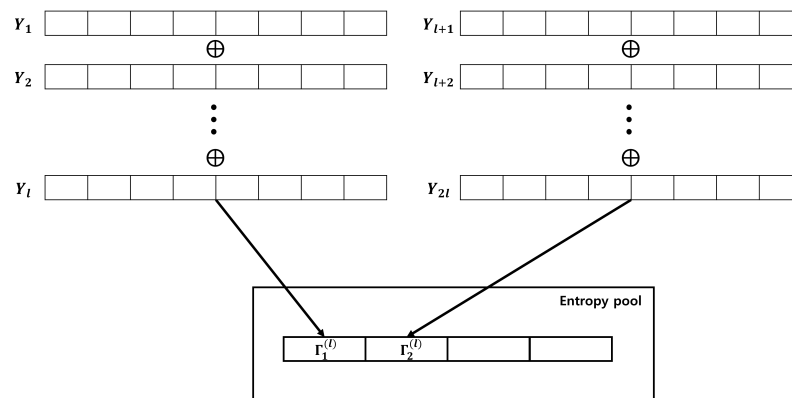 Y₁
Yₗ₊₁
⊕
⊕
Y₂
Yₗ₊₂
⋮
⋮
⊕
⊕
Yₗ
Y₂ₗ
Entropy pool
Γ₁⁽ˡ⁾ Γ₂⁽ˡ⁾